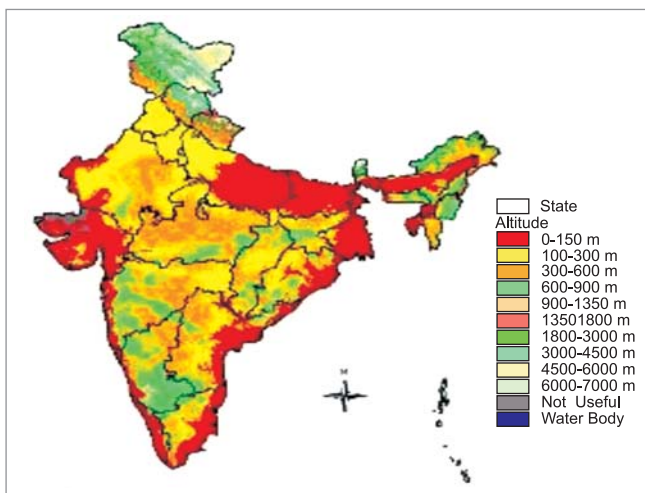 State
Altitude
0-150 m
100-300 m
300-600 m
600-900 m
900-1350 m
13501800 m
1800-3000 m
3000-4500 m
4500-6000 m
6000-7000 m
Not Useful
Water Body
N